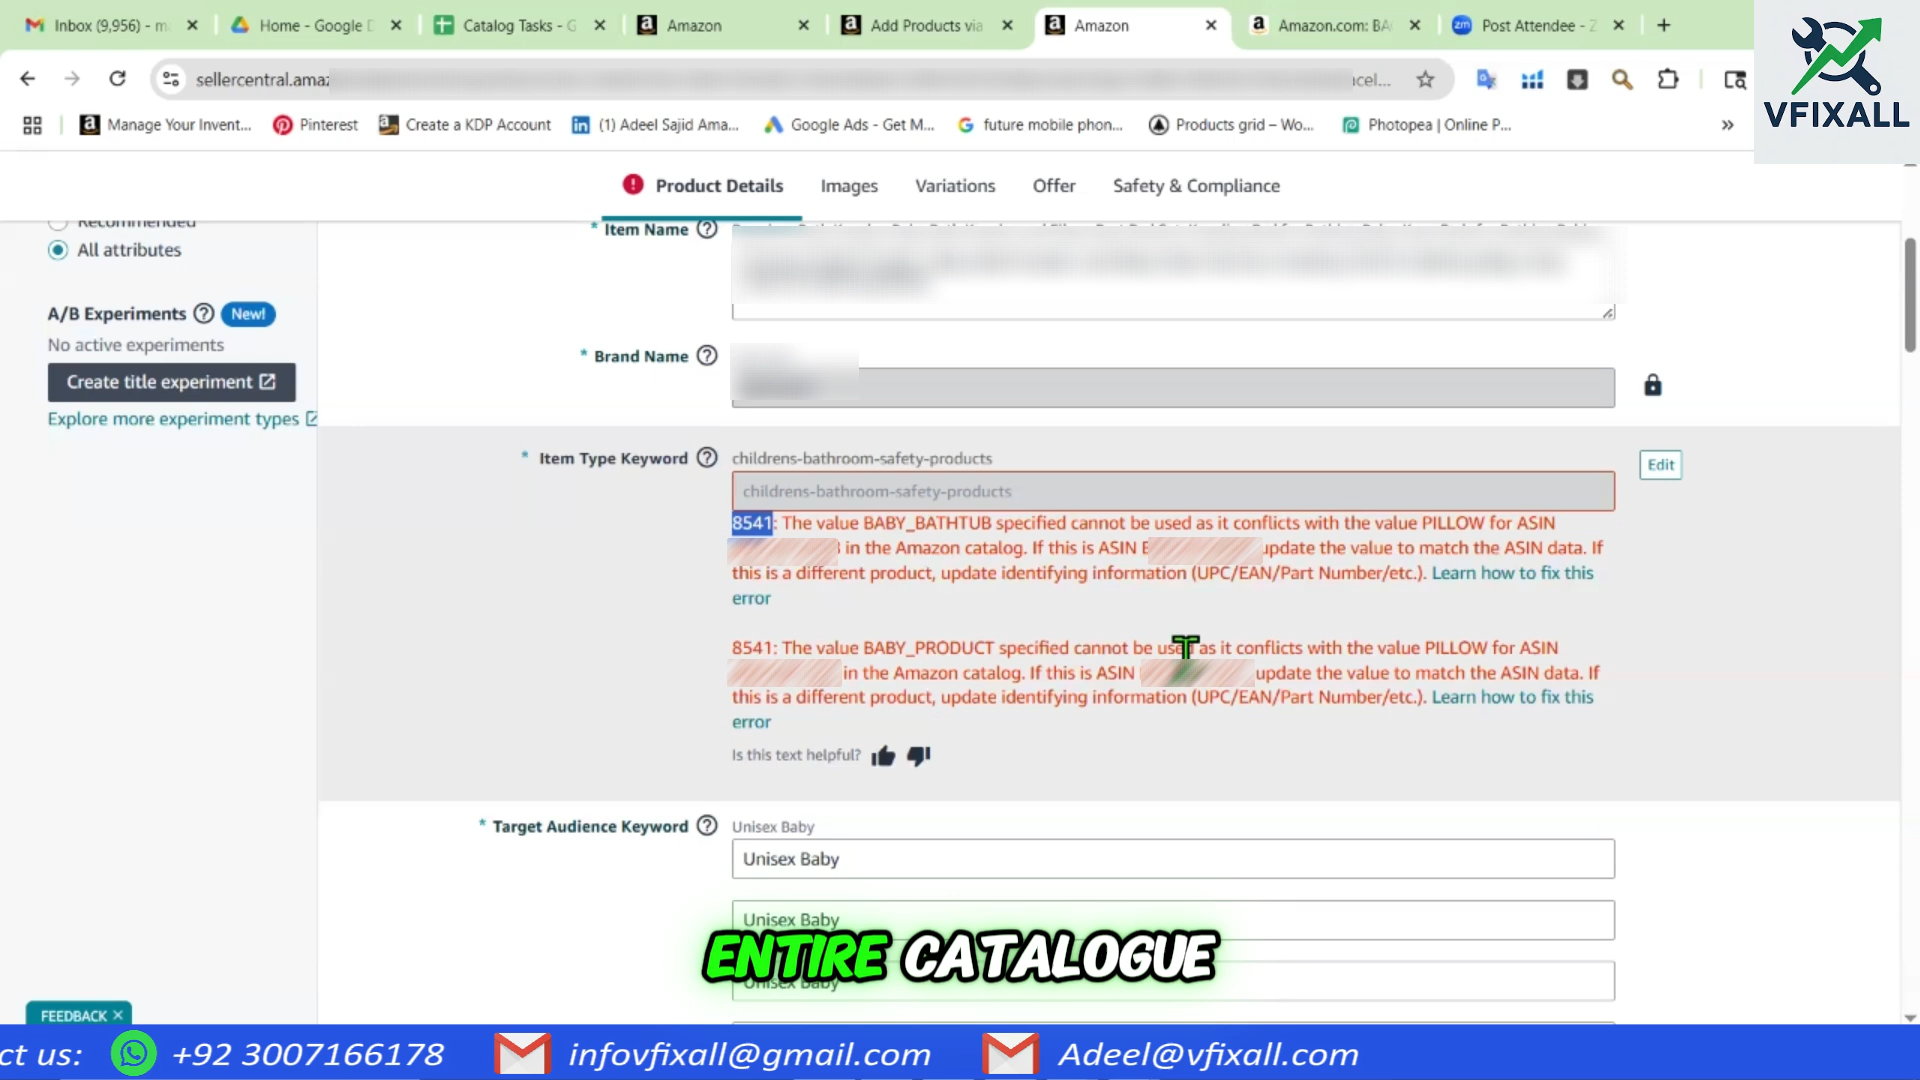 Inbox (9,956) - m
Home - Google D
Catalog Tasks - G
Amazon
Add Products via
Amazon
Amazon.com: BA
zm
Post Attendee - Z
sellercentral.amaz
icel...
Manage Your Invent...
Pinterest
Create a KDP Account
(1) Adeel Sajid Ama...
Google Ads - Get M...
future mobile phon...
Products grid – Wo...
Photopea | Online P...
»
VFIXALL
Product Details
Images
Variations
Offer
Safety & Compliance
Recommended
All attributes
A/B Experiments
New!
No active experiments
Create title experiment
Explore more experiment types
* Item Name
* Brand Name
* Item Type Keyword
childrens-bathroom-safety-products
childrens-bathroom-safety-products
Edit
8541: The value BABY_BATHTUB specified cannot be used as it conflicts with the value PILLOW for ASIN
in the Amazon catalog. If this is ASIN update the value to match the ASIN data. If
this is a different product, update identifying information (UPC/EAN/Part Number/etc.). Learn how to fix this
error
8541: The value BABY_PRODUCT specified cannot be used as it conflicts with the value PILLOW for ASIN
in the Amazon catalog. If this is ASIN update the value to match the ASIN data. If
this is a different product, update identifying information (UPC/EAN/Part Number/etc.). Learn how to fix this
error
Is this text helpful?
* Target Audience Keyword
Unisex Baby
Unisex Baby
Unisex Baby
Unisex Baby
ENTIRE CATALOGUE
FEEDBACK ×
ct us:
+92 3007166178
infovfixall@gmail.com
Adeel@vfixall.com